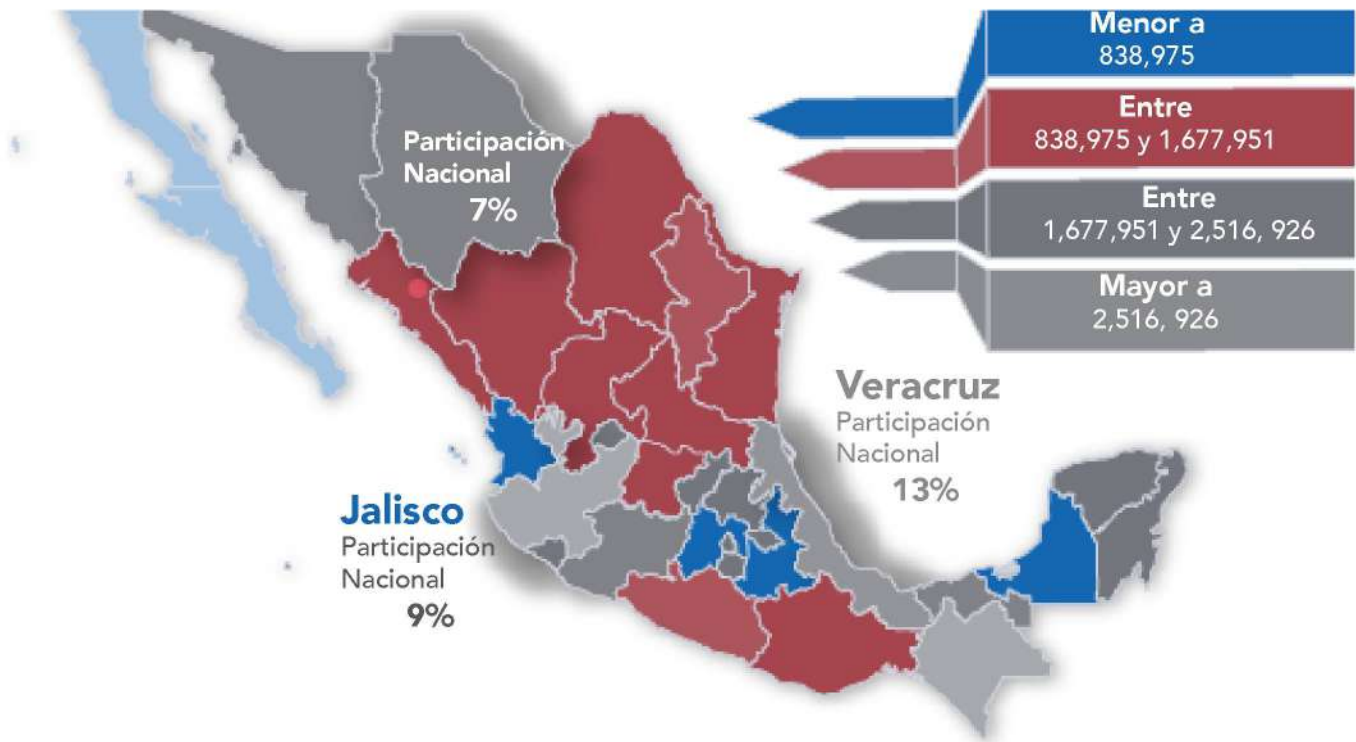 Menor a
838,975
Entre
838,975 y 1,677,951
Entre
1,677,951 y 2,516, 926
Mayor a
2,516, 926
Participación
Nacional
7%
Veracruz
Participación
Nacional
13%
Jalisco
Participación
Nacional
9%